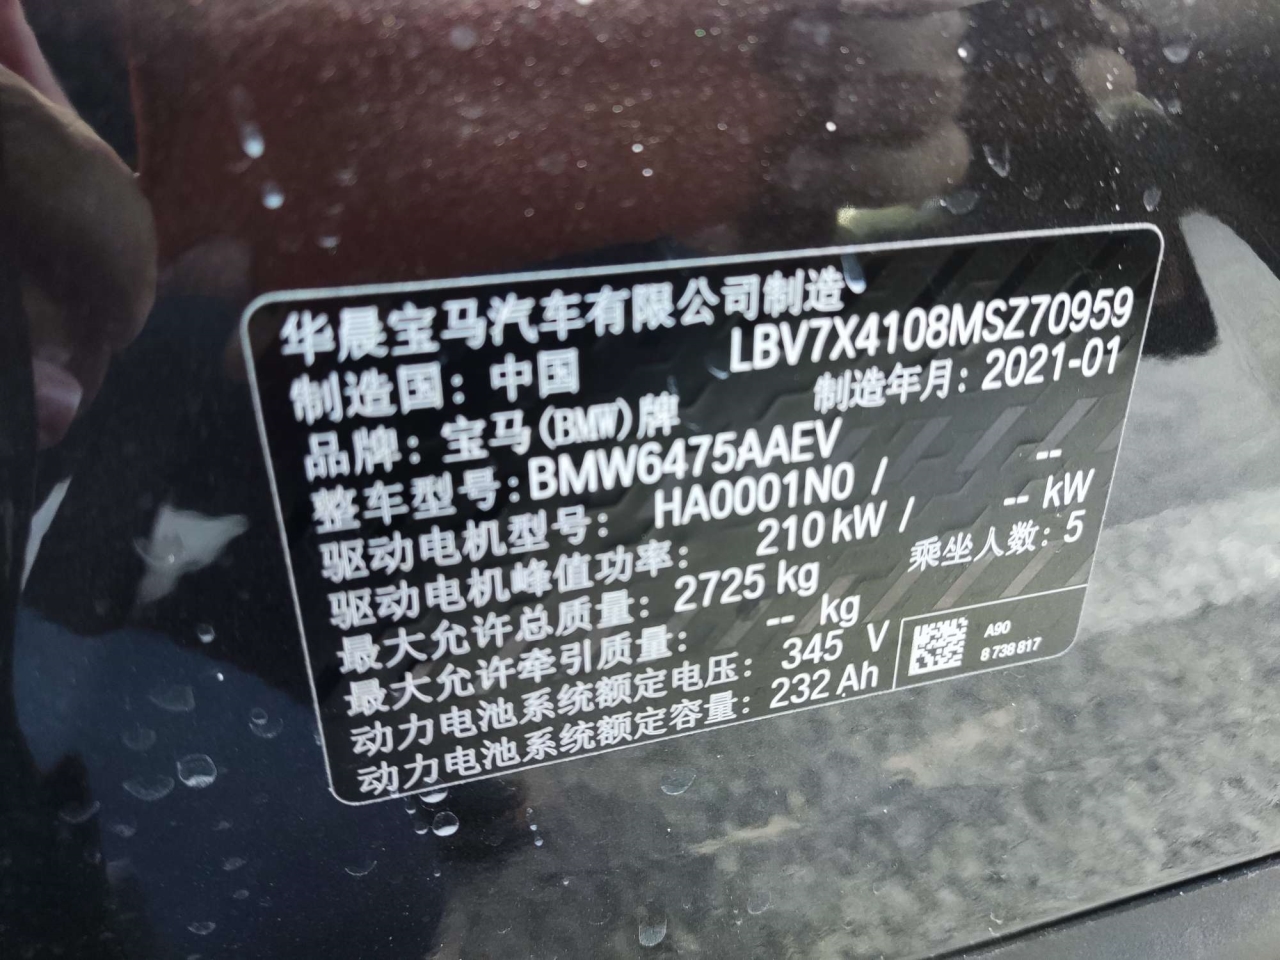 华晨宝马汽车有限公司制造
LBV7X4108MSZ70959
制造国：中国
制造年月：2021-01
品牌：宝马(BMW)牌
整车型号：BMW6475AAEV
驱动电机型号： HA0001N0 / --
驱动电机峰值功率： 210 kW / -- kW
最大允许总质量：2725 kg
乘坐人数：5
最大允许牵引质量： -- kg
动力电池系统额定电压： 345 V
动力电池系统额定容量：232 Ah
A90
8 738 817